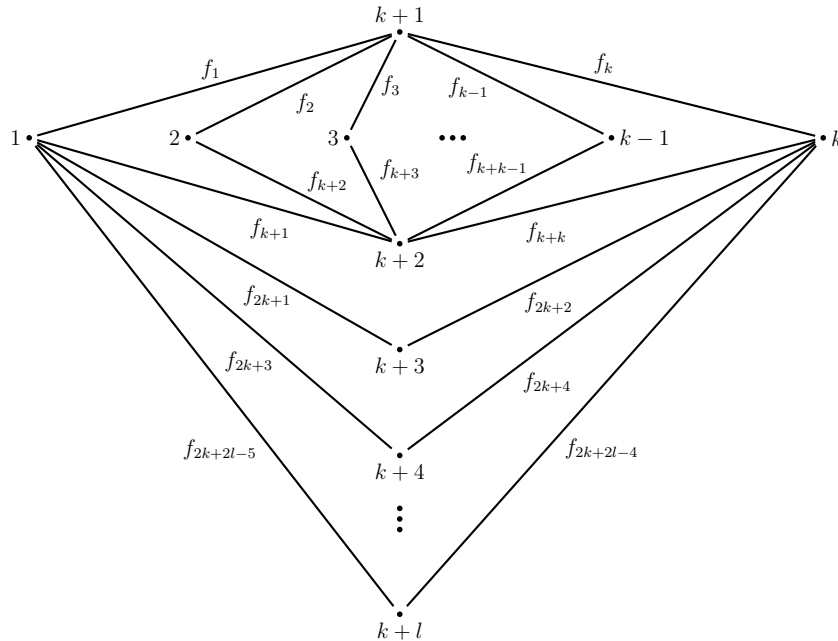 k + 1
f_1 f_2 f_3 f_{k−1} f_k
1 2 3 ••• k − 1 k
f_{k+1} f_{k+2} f_{k+3} f_{k+k−1} f_{k+k}
k + 2
f_{2k+1} f_{2k+2}
k + 3
f_{2k+3} f_{2k+4}
f_{2k+2l−5} f_{2k+2l−4}
k + 4
k + l